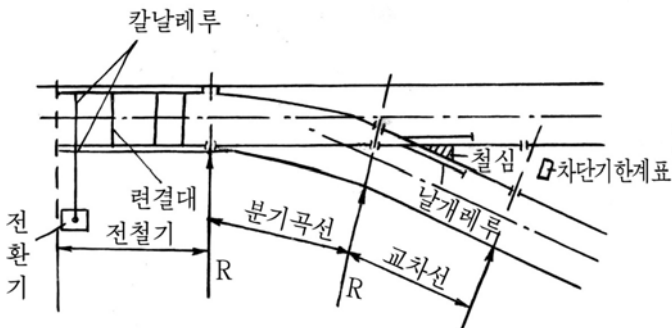 칼날레루
련결대
철심
차단기한계표
전환기
전철기
분기곡선
날개레루
교차선
R
R